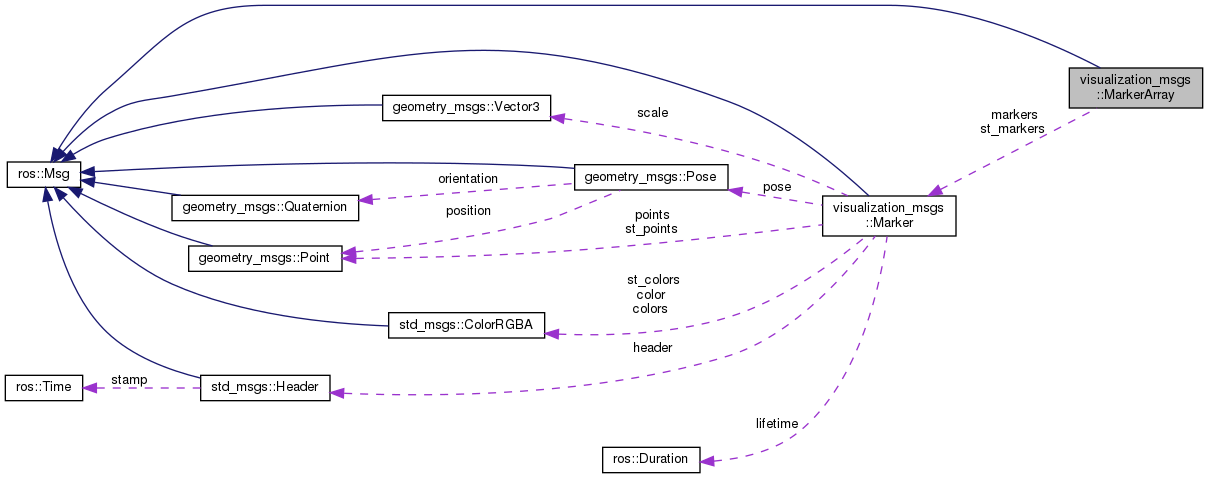 visualization_msgs
::MarkerArray
markers
st_markers
geometry_msgs::Vector3
scale
ros::Msg
geometry_msgs::Pose
orientation
pose
geometry_msgs::Quaternion
visualization_msgs
::Marker
position
points
st_points
geometry_msgs::Point
st_colors
color
colors
std_msgs::ColorRGBA
header
ros::Time
stamp
std_msgs::Header
lifetime
ros::Duration